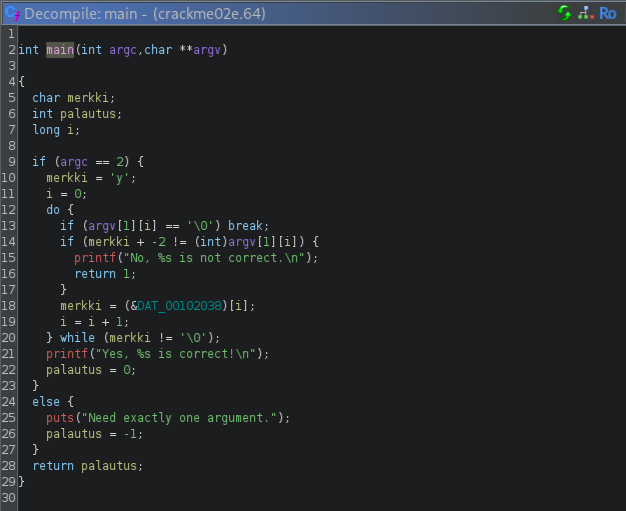 Decompile: main - (crackme02e.64)
Ro
1
2 int main(int argc,char **argv)
3
4 {
5 char merkki;
6 int palautus;
7 long i;
8
9 if (argc == 2) {
10 merkki = 'y';
11 i = 0;
12 do {
13 if (argv[1][i] == '\0') break;
14 if (merkki + -2 != (int)argv[1][i]) {
15 printf("No, %s is not correct.\n");
16 return 1;
17 }
18 merkki = (&DAT_00102038)[i];
19 i = i + 1;
20 } while (merkki != '\0');
21 printf("Yes, %s is correct!\n");
22 palautus = 0;
23 }
24 else {
25 puts("Need exactly one argument.");
26 palautus = -1;
27 }
28 return palautus;
29 }
30